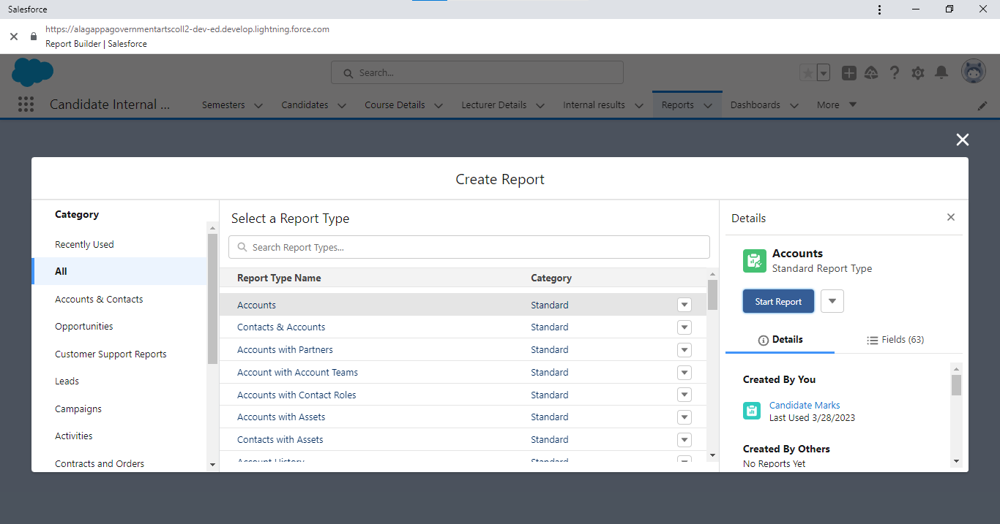 Salesforce
https://alagappagovernmentartscoll2-dev-ed.develop.lightning.force.com
Report Builder | Salesforce
Search...
Candidate Internal ...
Semesters
Candidates
Course Details
Lecturer Details
Internal results
Reports
Dashboards
More
Create Report
Category
Recently Used
All
Accounts & Contacts
Opportunities
Customer Support Reports
Leads
Campaigns
Activities
Contracts and Orders
Select a Report Type
Search Report Types...
Report Type Name Category
Accounts Standard
Contacts & Accounts Standard
Accounts with Partners Standard
Account with Account Teams Standard
Accounts with Contact Roles Standard
Accounts with Assets Standard
Contacts with Assets Standard
Account History Standard
Details
Accounts
Standard Report Type
Start Report
Details
Fields (63)
Created By You
Candidate Marks
Last Used 3/28/2023
Created By Others
No Reports Yet